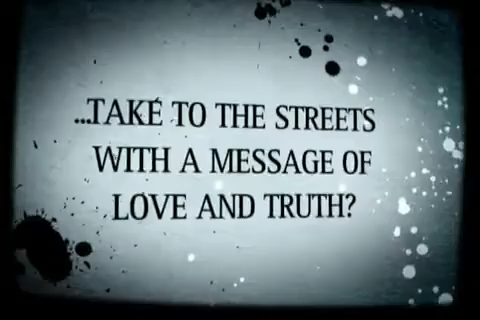 ...TAKE TO THE STREETS
WITH A MESSAGE OF
LOVE AND TRUTH?